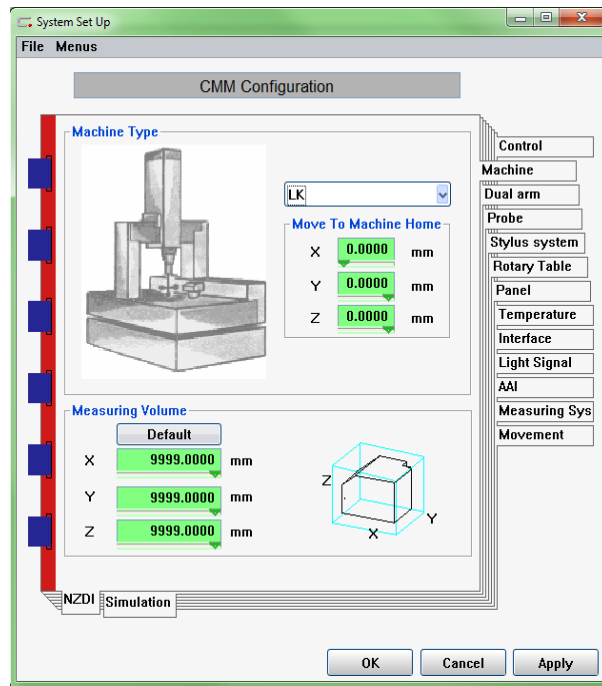 System Set Up
File Menus
CMM Configuration
Machine Type
LK
Move To Machine Home
X 0.0000 mm
Y 0.0000 mm
Z 0.0000 mm
Measuring Volume
Default
X 9999.0000 mm
Y 9999.0000 mm
Z 9999.0000 mm
Z
Y
X
Control
Machine
Dual arm
Probe
Stylus system
Rotary Table
Panel
Temperature
Interface
Light Signal
AAI
Measuring Sys
Movement
NZDI Simulation
OK Cancel Apply